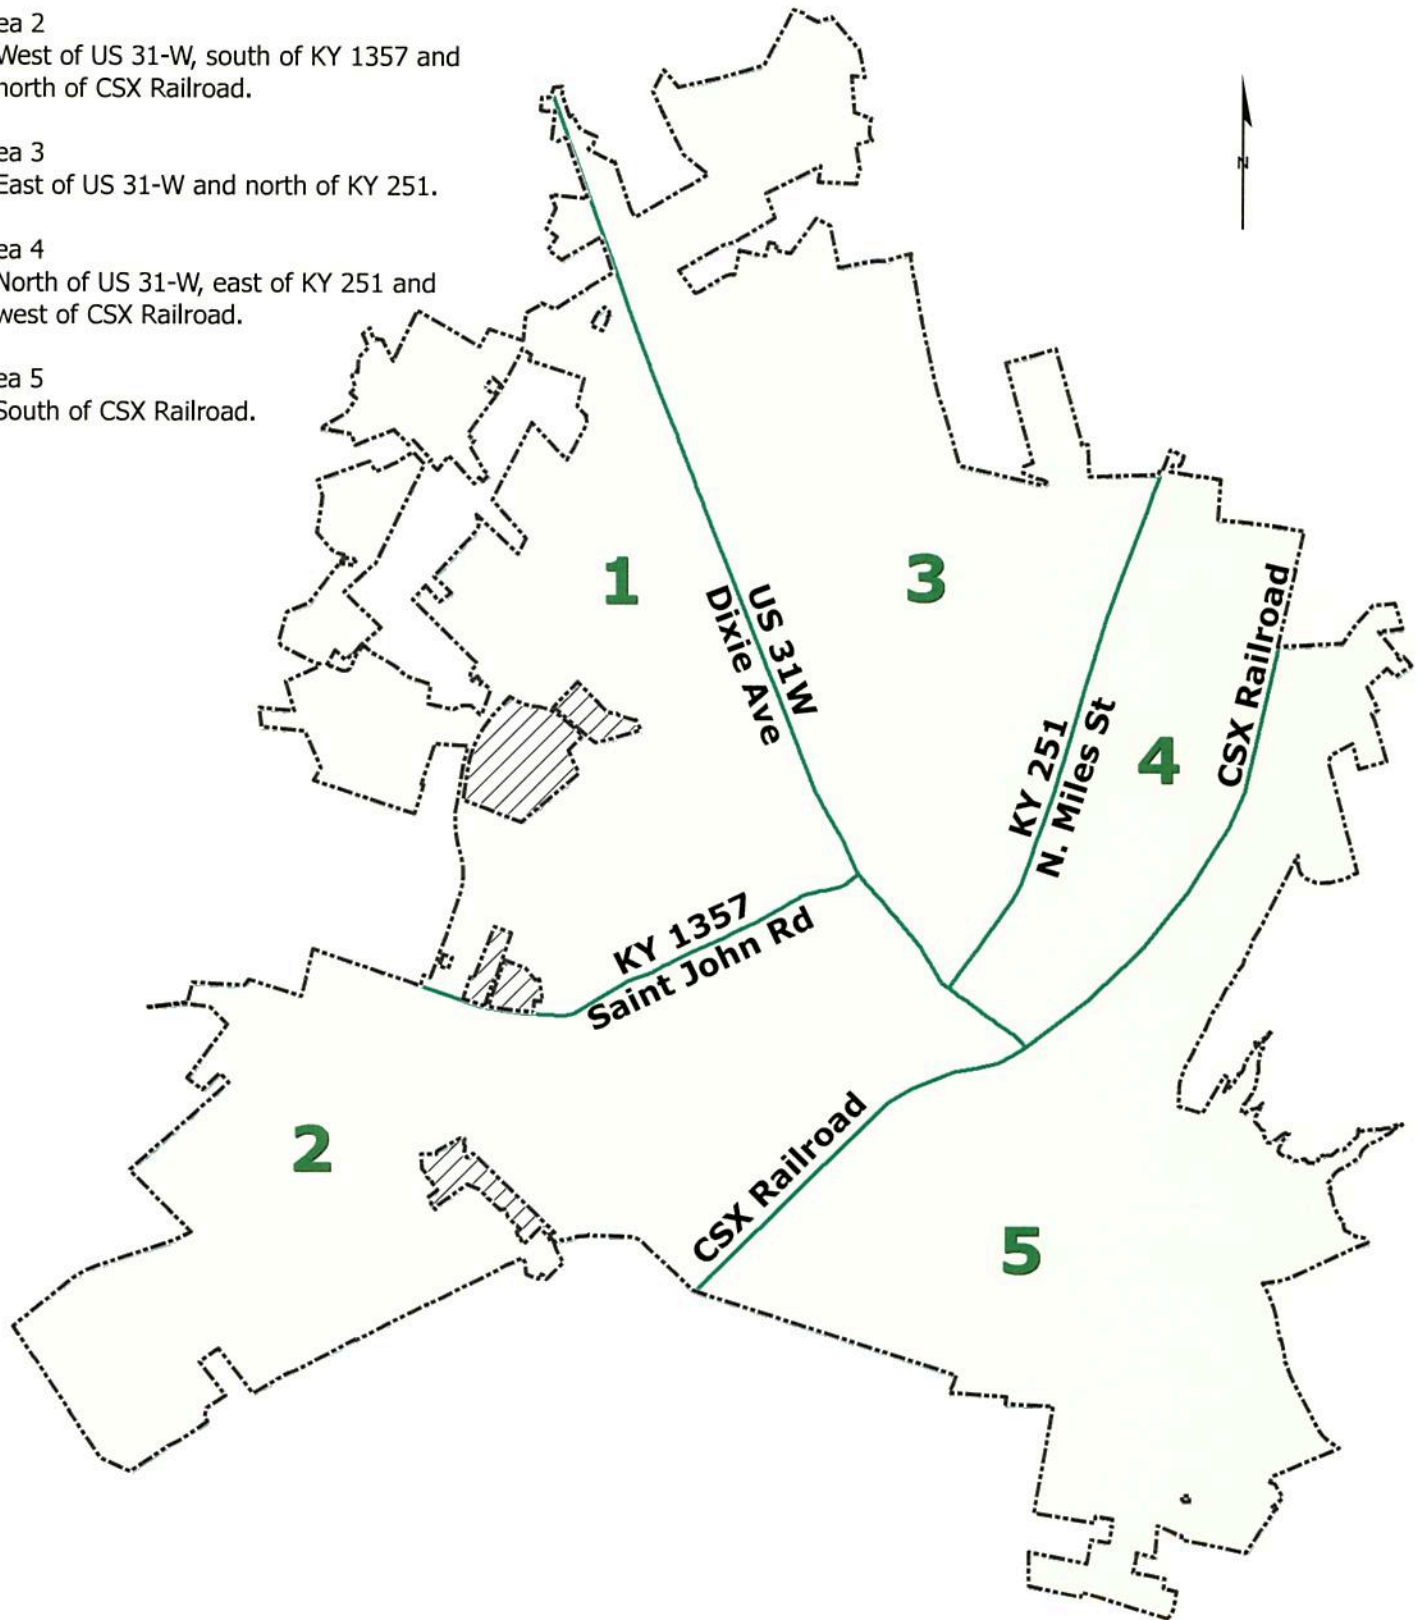 ea 2
West of US 31-W, south of KY 1357 and
north of CSX Railroad.
ea 3
East of US 31-W and north of KY 251.
ea 4
North of US 31-W, east of KY 251 and
west of CSX Railroad.
ea 5
South of CSX Railroad.
N
1
3
US 31W
Dixie Ave
KY 251
N. Miles St
4
CSX Railroad
KY 1357
Saint John Rd
2
CSX Railroad
5